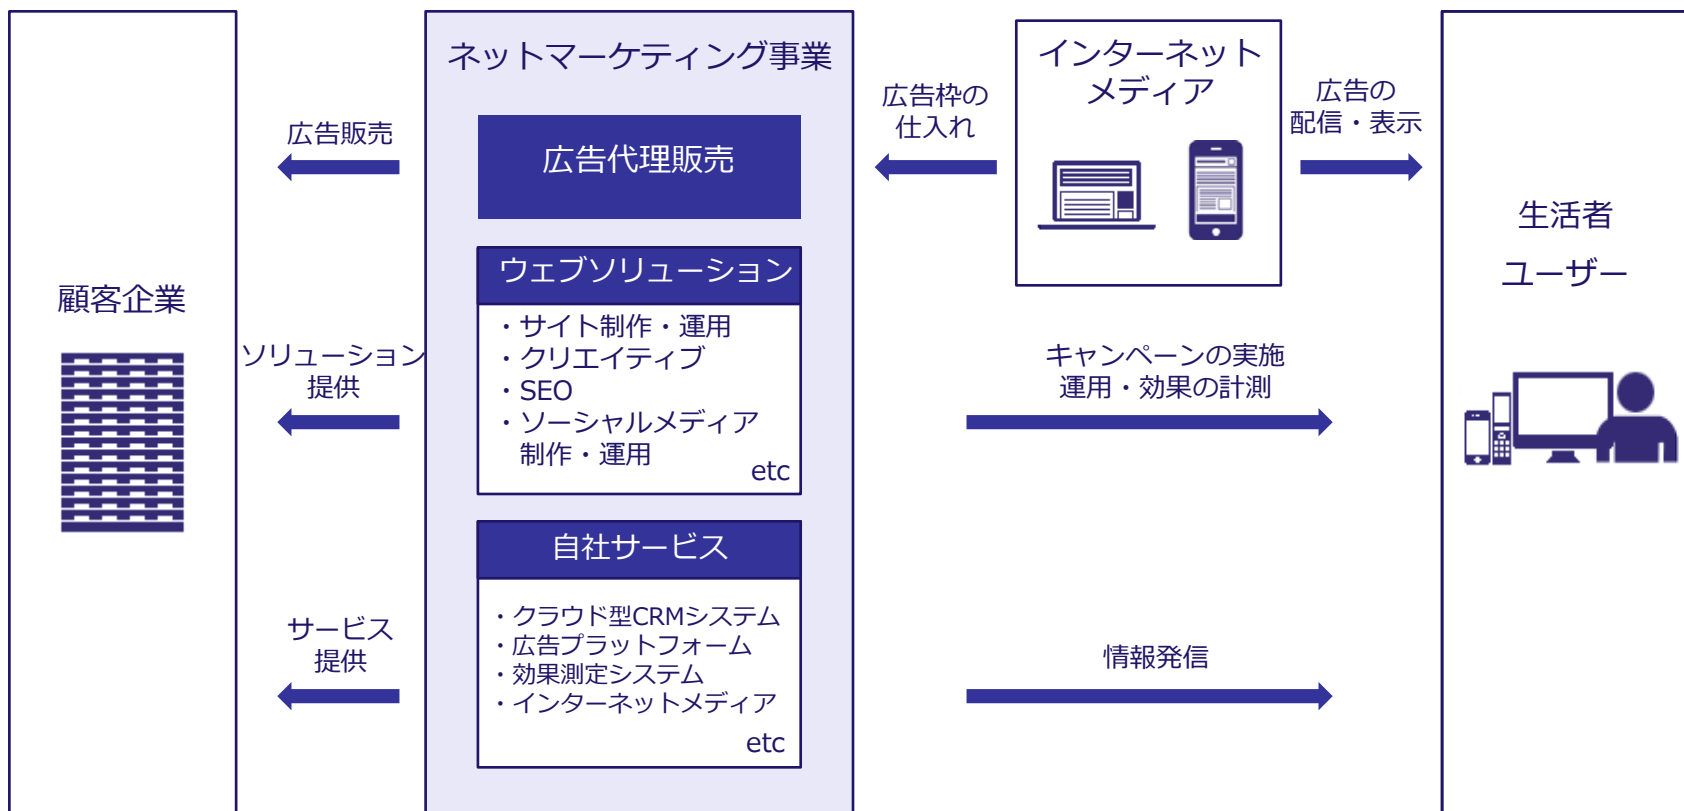 顧客企業
広告販売
ソリューション
提供
サービス
提供
ネットマーケティング事業
広告代理販売
ウェブソリューション
・サイト制作・運用
・クリエイティブ
・SEO
・ソーシャルメディア
制作・運用
etc
自社サービス
・クラウド型CRMシステム
・広告プラットフォーム
・効果測定システム
・インターネットメディア
etc
広告枠の
仕入れ
インターネット
メディア
広告の
配信・表示
キャンペーンの実施
運用・効果の計測
情報発信
生活者
ユーザー